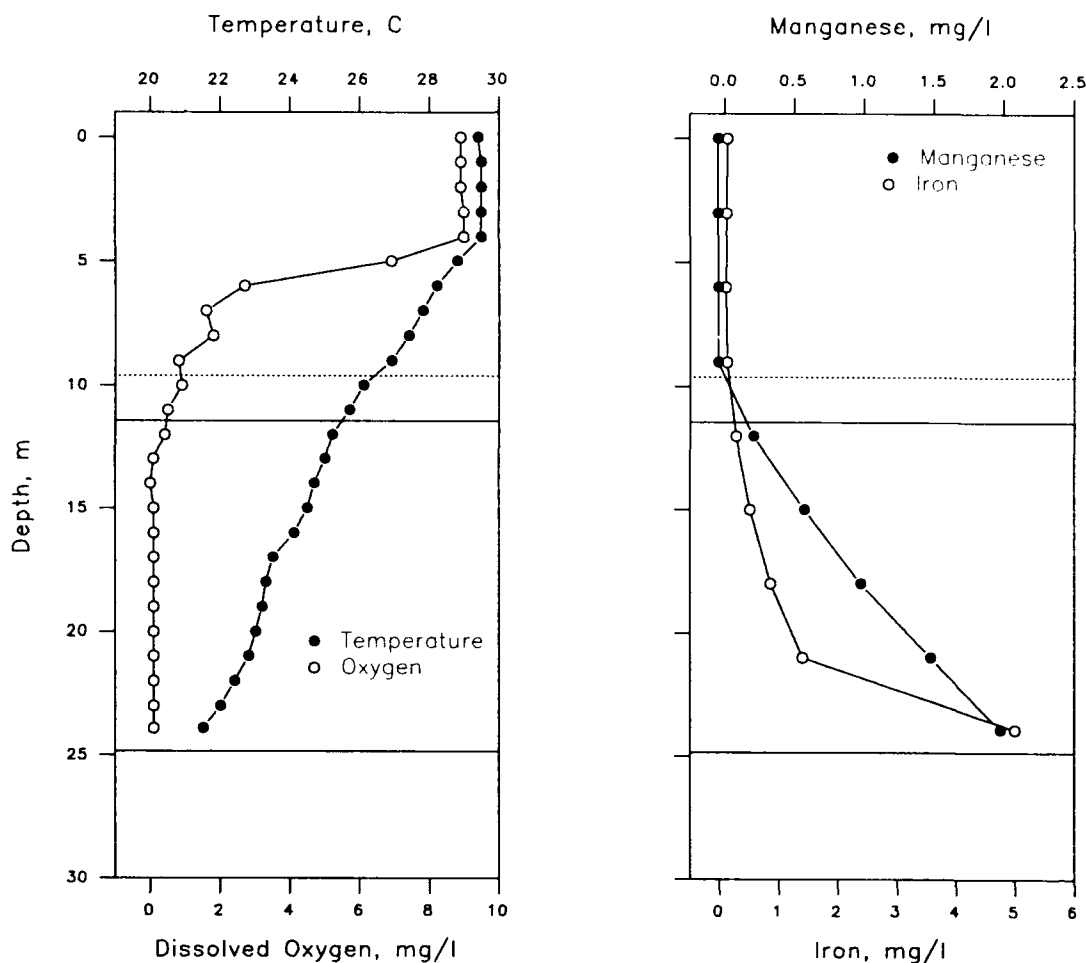 Temperature, C
20 22 24 26 28 30
0
5
10
15
20
25
30
Depth, m
Temperature
Oxygen
0 2 4 6 8 10
Dissolved Oxygen, mg/l
Manganese, mg/l
0.0 0.5 1.0 1.5 2.0 2.5
Manganese
Iron
0 1 2 3 4 5 6
Iron, mg/l